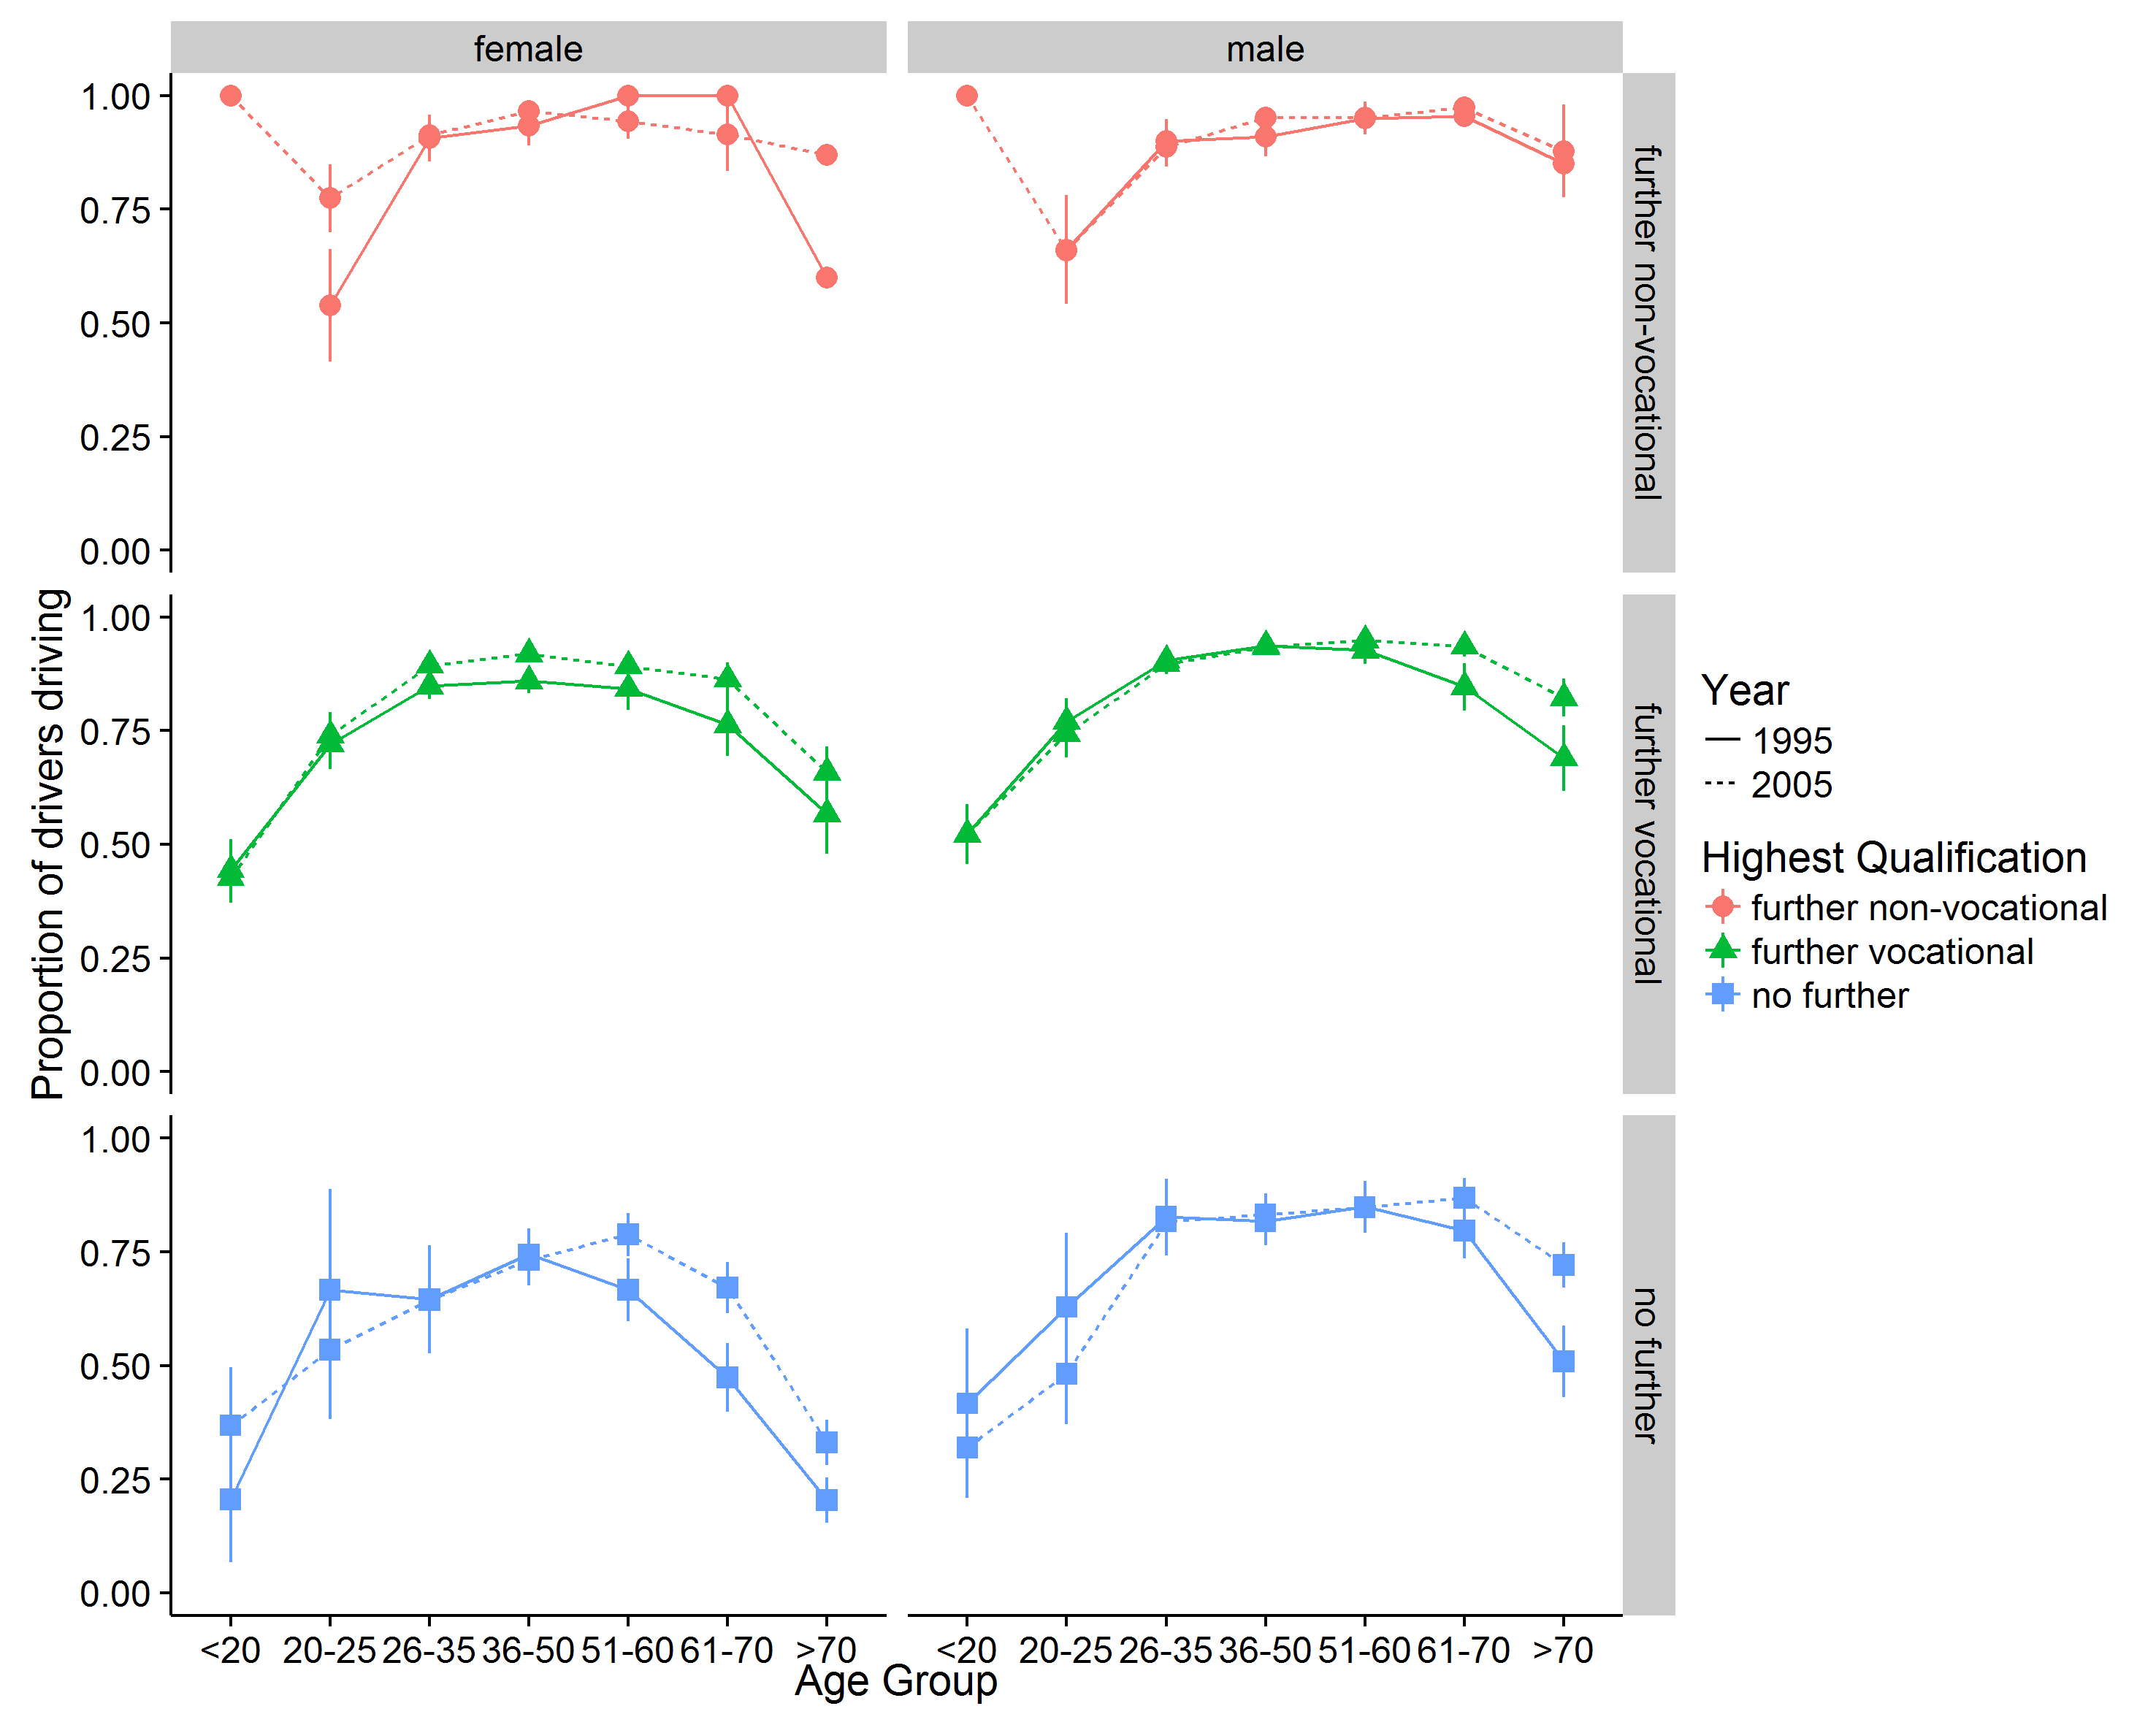 female
male
1.00
0.75
0.50
0.25
0.00
further non-vocational
1.00
0.75
0.50
0.25
0.00
further vocational
1.00
0.75
0.50
0.25
0.00
no further
Proportion of drivers driving
<20 20-25 26-35 36-50 51-60 61-70 >70
<20 20-25 26-35 36-50 51-60 61-70 >70
Age Group
Year
1995
2005
Highest Qualification
further non-vocational
further vocational
no further